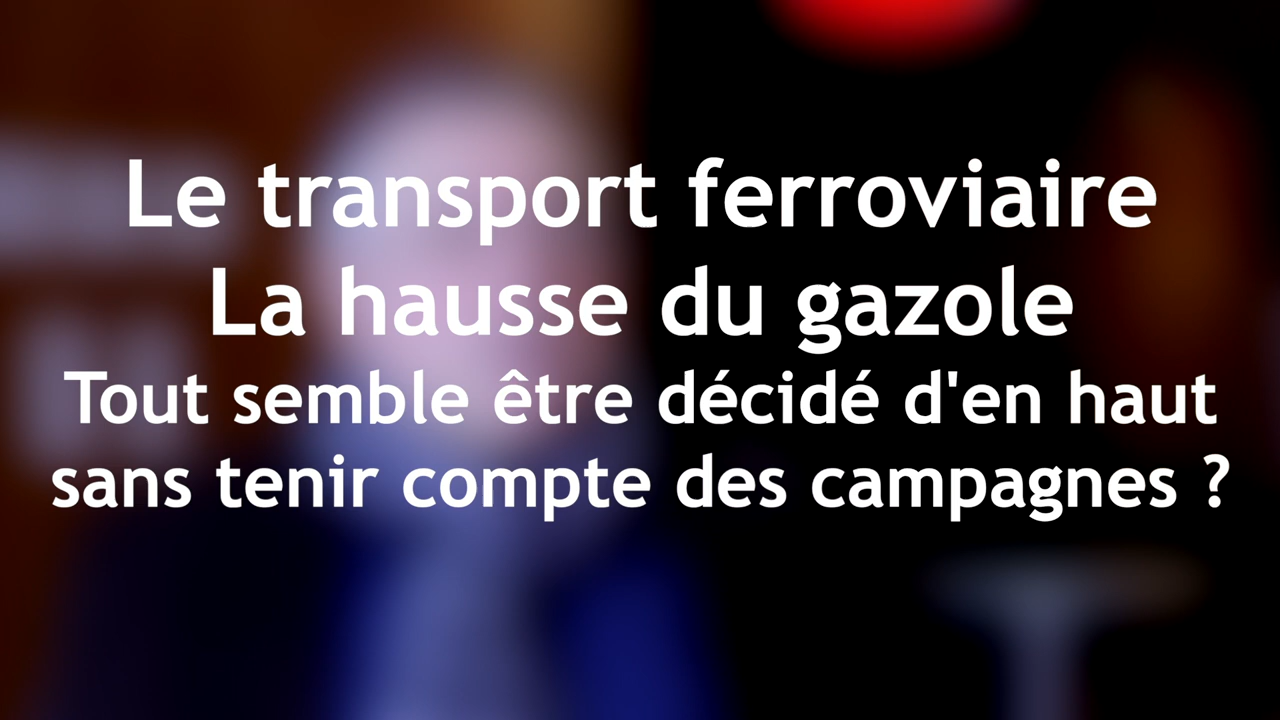 Le transport ferroviaire
La hausse du gazole
Tout semble être décidé d'en haut
sans tenir compte des campagnes ?